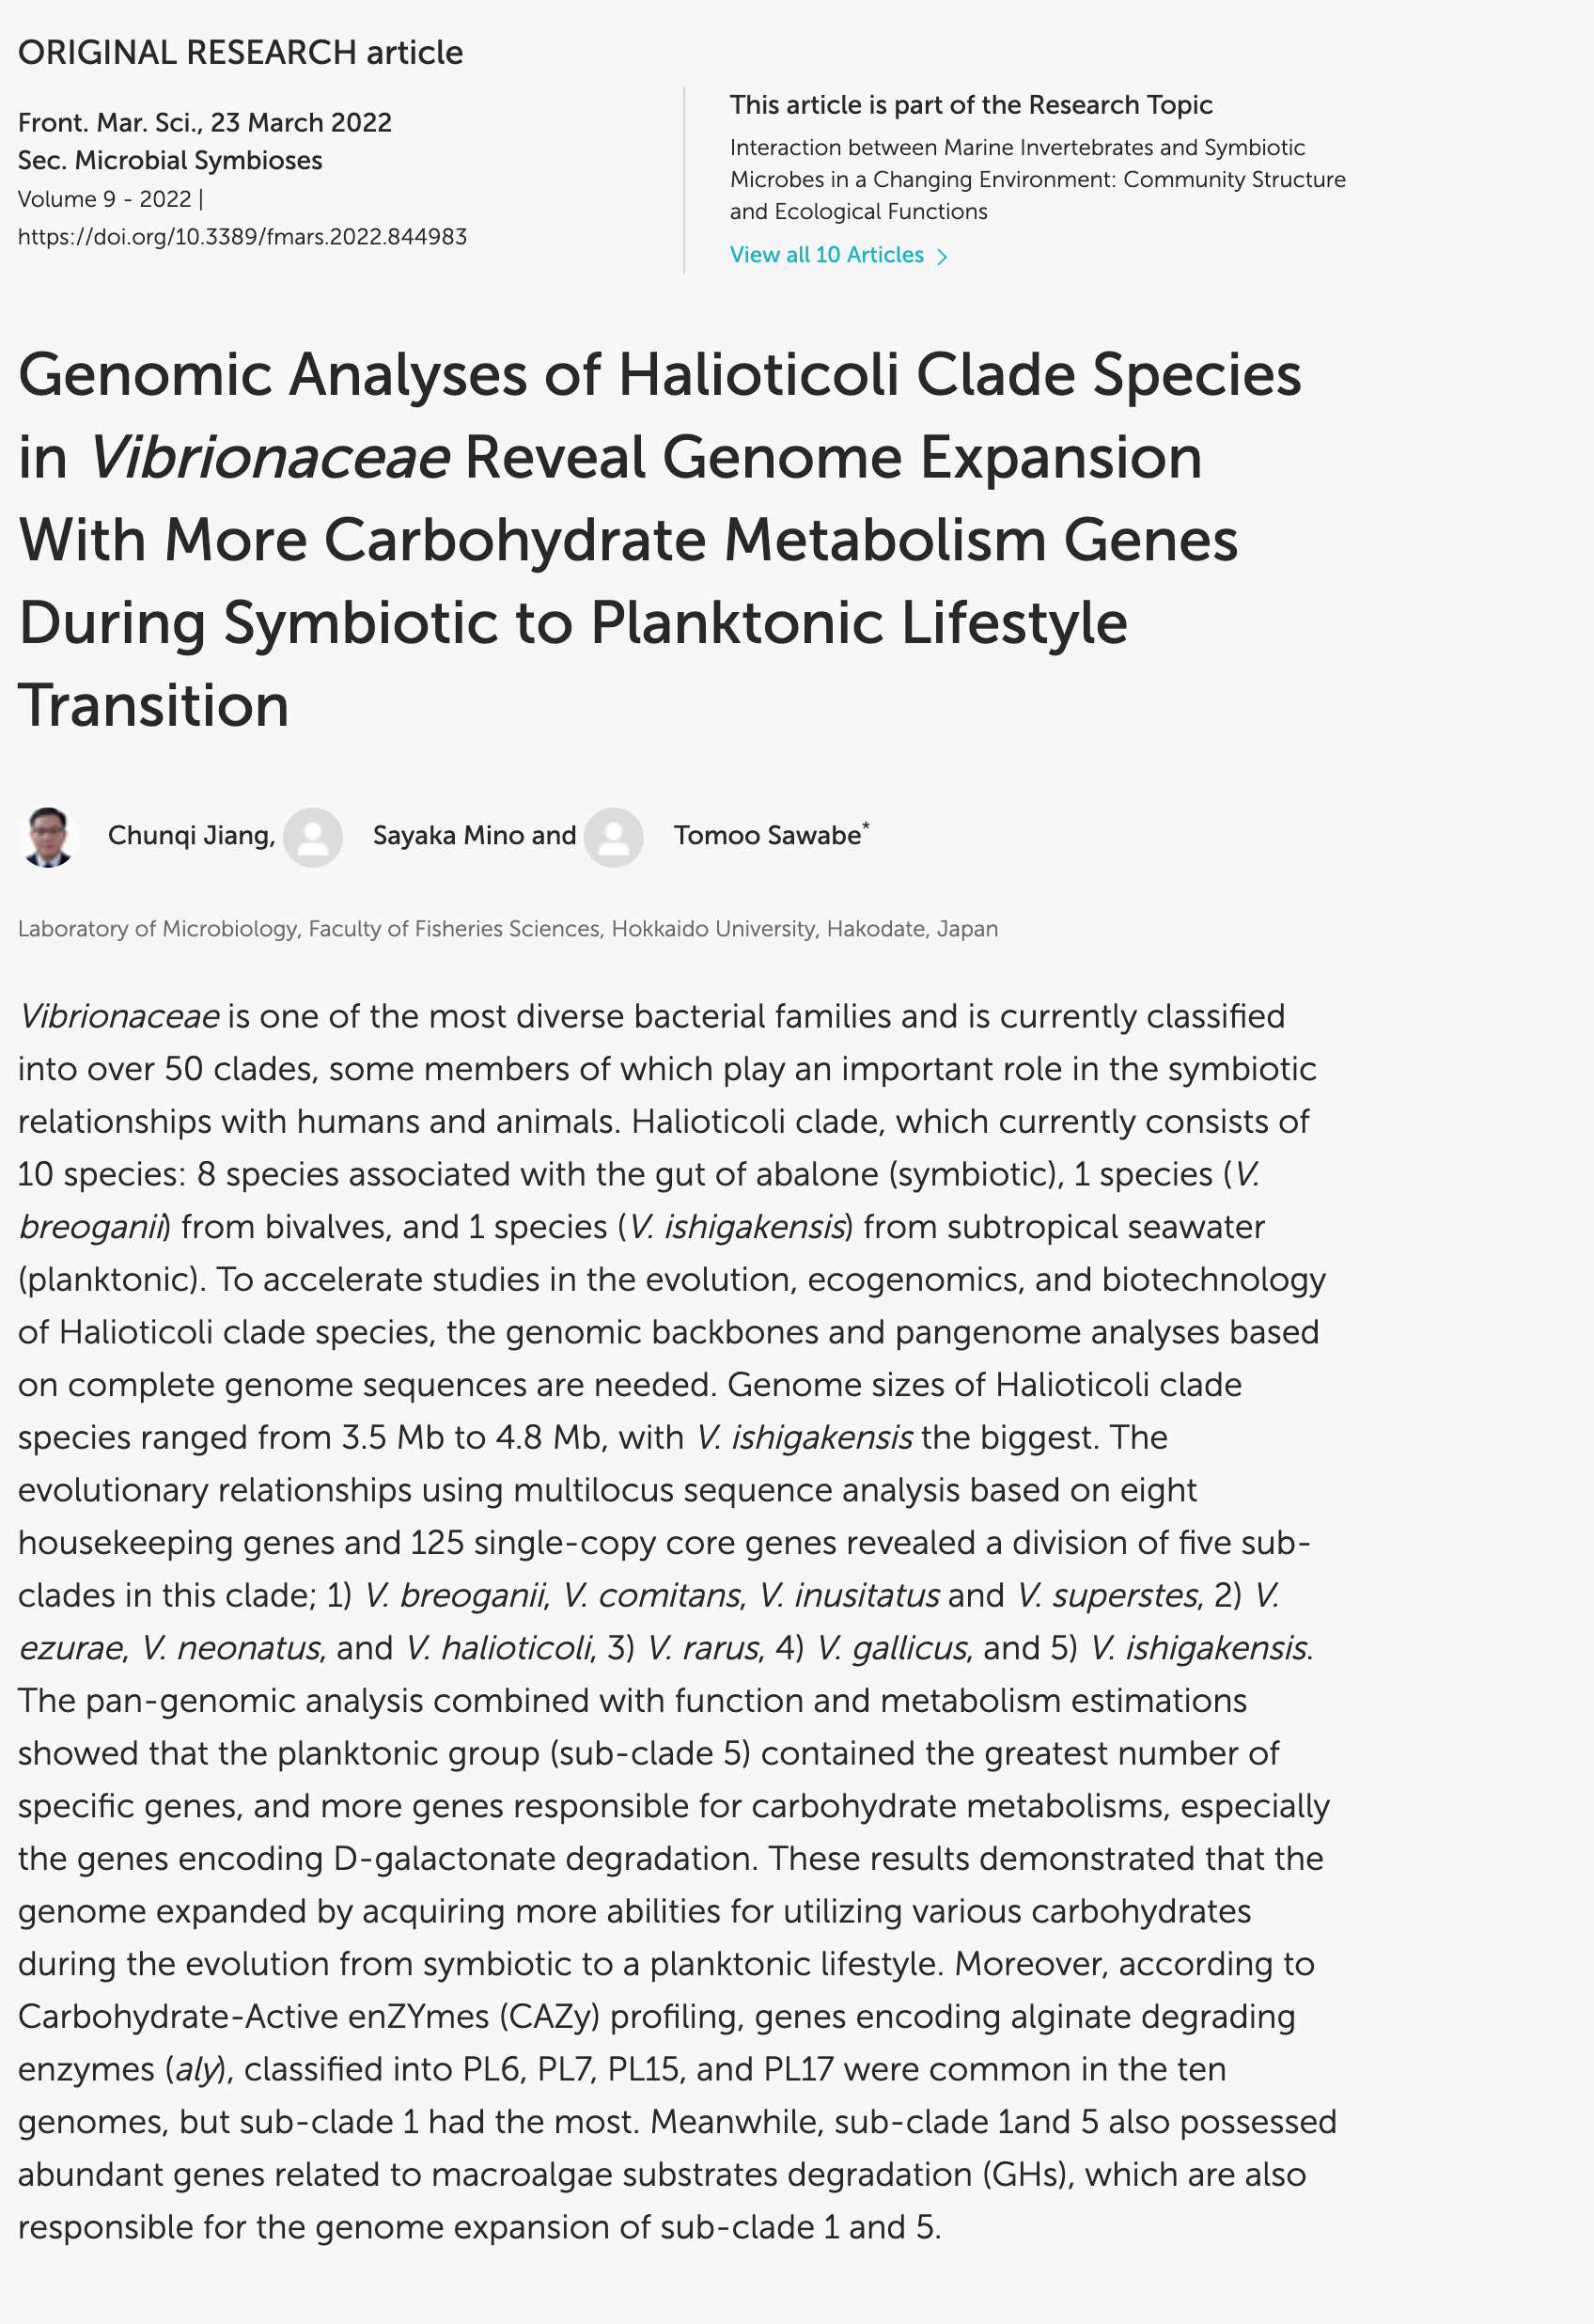 ORIGINAL RESEARCH article
Front. Mar. Sci., 23 March 2022
Sec. Microbial Symbioses
Volume 9 - 2022 |
https://doi.org/10.3389/fmars.2022.844983
This article is part of the Research Topic
Interaction between Marine Invertebrates and Symbiotic
Microbes in a Changing Environment: Community Structure
and Ecological Functions
View all 10 Articles >
Genomic Analyses of Halioticoli Clade Species
in Vibrionaceae Reveal Genome Expansion
With More Carbohydrate Metabolism Genes
During Symbiotic to Planktonic Lifestyle
Transition
Chunqi Jiang, Sayaka Mino and Tomoo Sawabe*
Laboratory of Microbiology, Faculty of Fisheries Sciences, Hokkaido University, Hakodate, Japan
Vibrionaceae is one of the most diverse bacterial families and is currently classified
into over 50 clades, some members of which play an important role in the symbiotic
relationships with humans and animals. Halioticoli clade, which currently consists of
10 species: 8 species associated with the gut of abalone (symbiotic), 1 species (V.
breoganii) from bivalves, and 1 species (V. ishigakensis) from subtropical seawater
(planktonic). To accelerate studies in the evolution, ecogenomics, and biotechnology
of Halioticoli clade species, the genomic backbones and pangenome analyses based
on complete genome sequences are needed. Genome sizes of Halioticoli clade
species ranged from 3.5 Mb to 4.8 Mb, with V. ishigakensis the biggest. The
evolutionary relationships using multilocus sequence analysis based on eight
housekeeping genes and 125 single-copy core genes revealed a division of five sub-
clades in this clade; 1) V. breoganii, V. comitans, V. inusitatus and V. superstes, 2) V.
ezurae, V. neonatus, and V. halioticoli, 3) V. rarus, 4) V. gallicus, and 5) V. ishigakensis.
The pan-genomic analysis combined with function and metabolism estimations
showed that the planktonic group (sub-clade 5) contained the greatest number of
specific genes, and more genes responsible for carbohydrate metabolisms, especially
the genes encoding D-galactonate degradation. These results demonstrated that the
genome expanded by acquiring more abilities for utilizing various carbohydrates
during the evolution from symbiotic to a planktonic lifestyle. Moreover, according to
Carbohydrate-Active enZYmes (CAZy) profiling, genes encoding alginate degrading
enzymes (aly), classified into PL6, PL7, PL15, and PL17 were common in the ten
genomes, but sub-clade 1 had the most. Meanwhile, sub-clade 1and 5 also possessed
abundant genes related to macroalgae substrates degradation (GHs), which are also
responsible for the genome expansion of sub-clade 1 and 5.